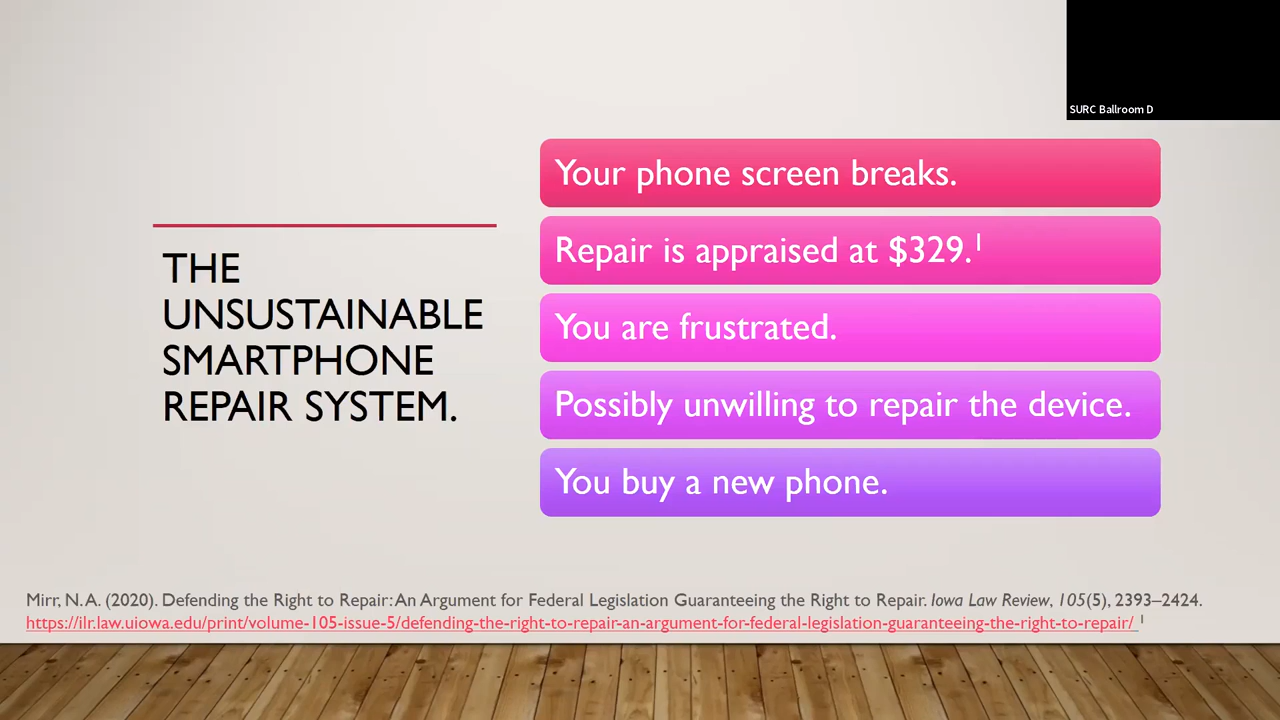 SURC Ballroom D
THE
UNSUSTAINABLE
SMARTPHONE
REPAIR SYSTEM.
Your phone screen breaks.
Repair is appraised at $329.¹
You are frustrated.
Possibly unwilling to repair the device.
You buy a new phone.
Mirr, N.A. (2020). Defending the Right to Repair: An Argument for Federal Legislation Guaranteeing the Right to Repair. Iowa Law Review, 105(5), 2393–2424.
https://ilr.law.uiowa.edu/print/volume-105-issue-5/defending-the-right-to-repair-an-argument-for-federal-legislation-guaranteeing-the-right-to-repair/ ¹